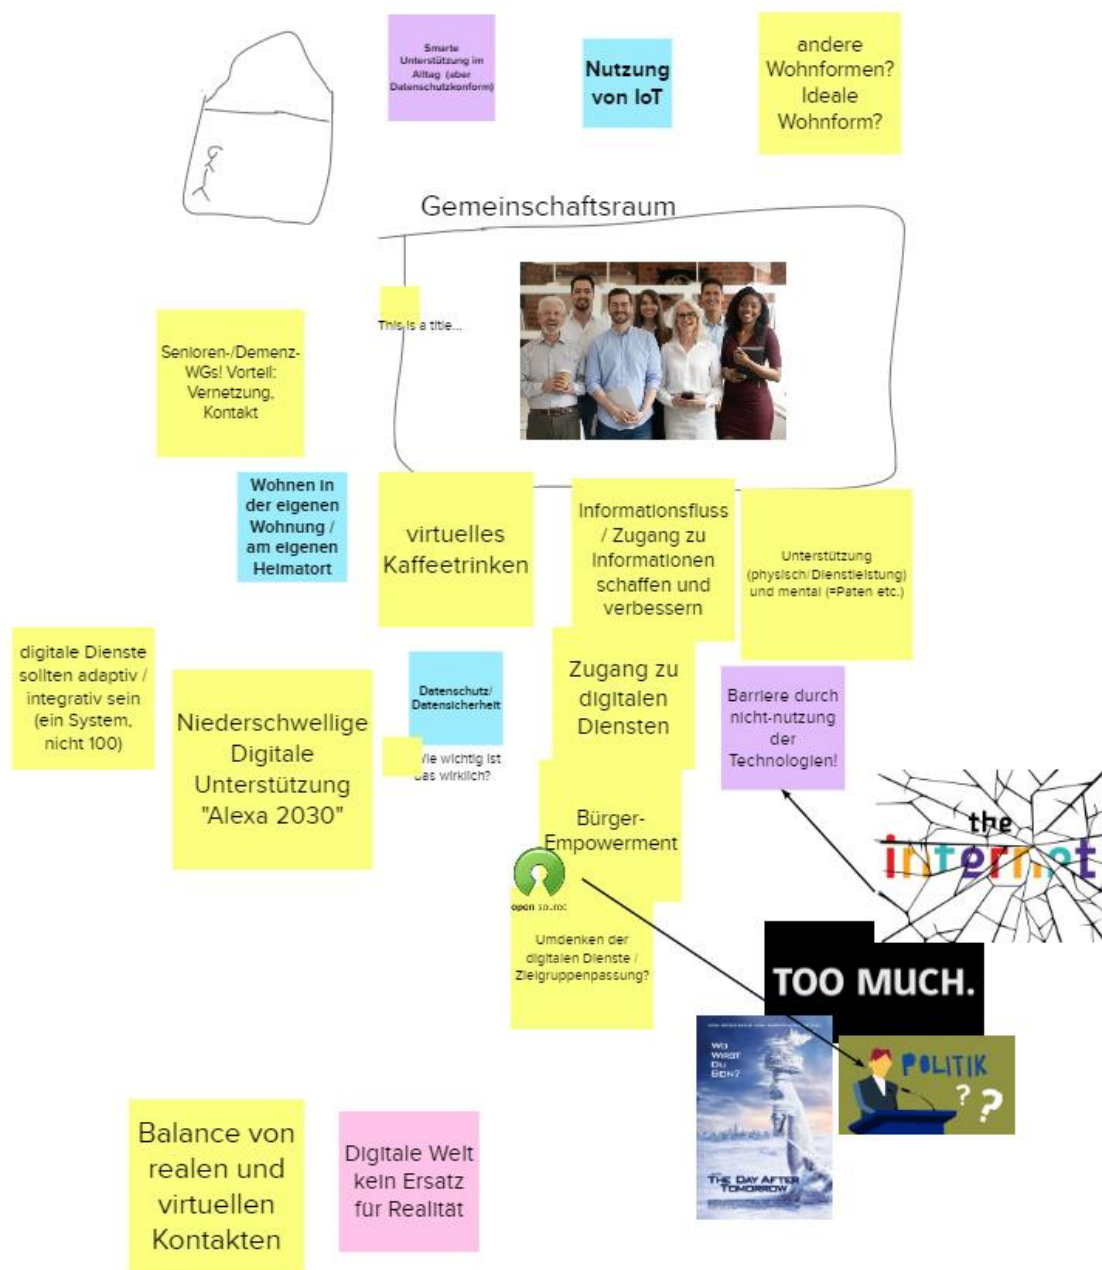 Smarte
Unterstützung im
Alltag (aber
Datenschutzkonform)
Nutzung
von IoT
andere
Wohnformen?
Ideale
Wohnform?
Gemeinschaftsraum
This is a title...
Senioren-/Demenz-
WGs! Vorteil:
Vernetzung,
Kontakt
Wohnen in
der eigenen
Wohnung /
am eigenen
Heimatort
virtuelles
Kaffeetrinken
Informationsfluss
/ Zugang zu
Informationen
schaffen und
verbessern
Unterstützung
(physisch/Dienstleistung)
und mental (=Paten etc.)
digitale Dienste
sollten adaptiv /
integrativ sein
(ein System,
nicht 100)
Niederschwellige
Digitale
Unterstützung
"Alexa 2030"
Datenschutz/
Datensicherheit
Wie wichtig ist
das wirklich?
Zugang zu
digitalen
Diensten
Barriere durch
nicht-nutzung
der
Technologien!
Bürger-
Empowerment
open source
Umdenken der
digitalen Dienste /
Zielgruppenpassung?
the
internet
TOO MUCH.
WO
WIRST
DU
SEIN?
THE DAY AFTER
TOMORROW
POLITIK
? ?
Balance von
realen und
virtuellen
Kontakten
Digitale Welt
kein Ersatz
für Realität